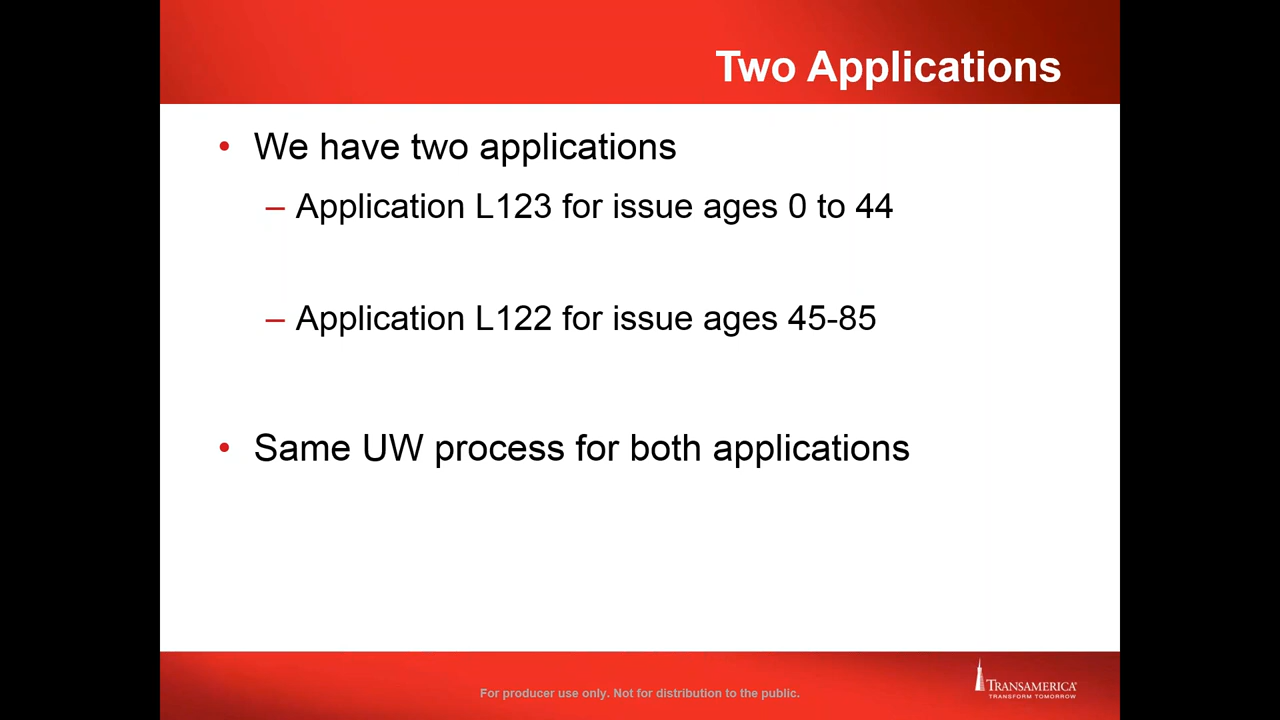 Two Applications
• We have two applications
– Application L123 for issue ages 0 to 44
– Application L122 for issue ages 45-85
• Same UW process for both applications
For producer use only. Not for distribution to the public.
TRANSAMERICA®
TRANSFORM TOMORROW